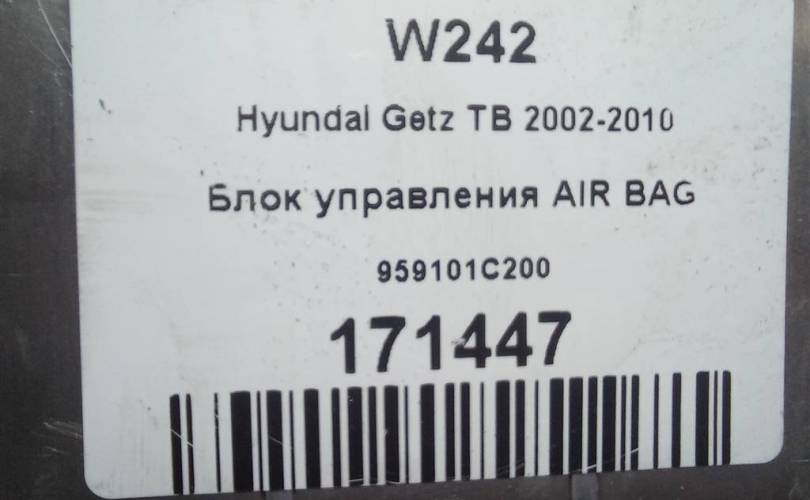 W242
Hyundai Getz TB 2002-2010
Блок управления AIR BAG
959101C200
171447